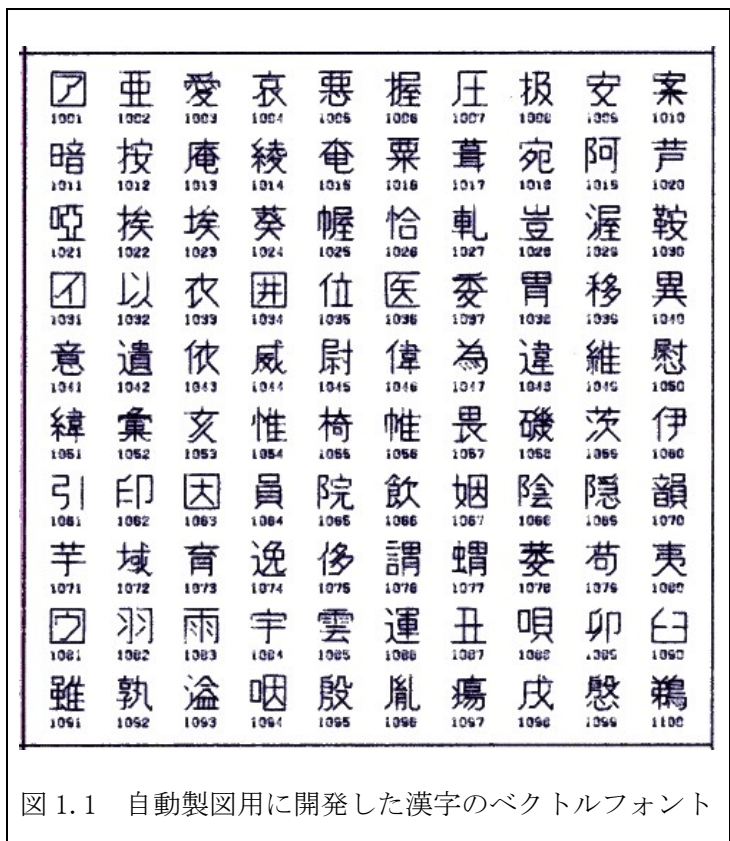 ア 亜 愛 哀 悪 握 圧 扱 安 案
1001 1002 1003 1004 1005 1006 1007 1008 1009 1010
暗 按 庵 綾 奄 粟 葺 宛 阿 芦
1011 1012 1013 1014 1015 1016 1017 1018 1019 1020
啞 挨 埃 葵 幄 恰 軋 豈 渥 鞍
1021 1022 1023 1024 1025 1026 1027 1028 1029 1030
イ 以 衣 囲 位 医 委 胃 移 異
1031 1032 1033 1034 1035 1036 1037 1038 1039 1040
意 遺 依 威 尉 偉 為 違 維 慰
1041 1042 1043 1044 1045 1046 1047 1048 1049 1050
緯 彙 亥 惟 椅 帷 畏 磯 茨 伊
1051 1052 1053 1054 1055 1056 1057 1058 1059 1060
引 印 因 員 院 飲 姻 陰 隠 韻
1061 1062 1063 1064 1065 1066 1067 1068 1069 1070
芋 域 育 逸 侈 謂 蝟 萎 苟 夷
1071 1072 1073 1074 1075 1076 1077 1078 1079 1080
ウ 羽 雨 宇 雲 運 丑 唄 卯 臼
1081 1082 1083 1084 1085 1086 1087 1088 1089 1090
雖 孰 溢 咽 殷 胤 瘍 戌 慇 鵜
1091 1092 1093 1094 1095 1096 1097 1098 1099 1100
図 1.1 自動製図用に開発した漢字のベクトルフォント